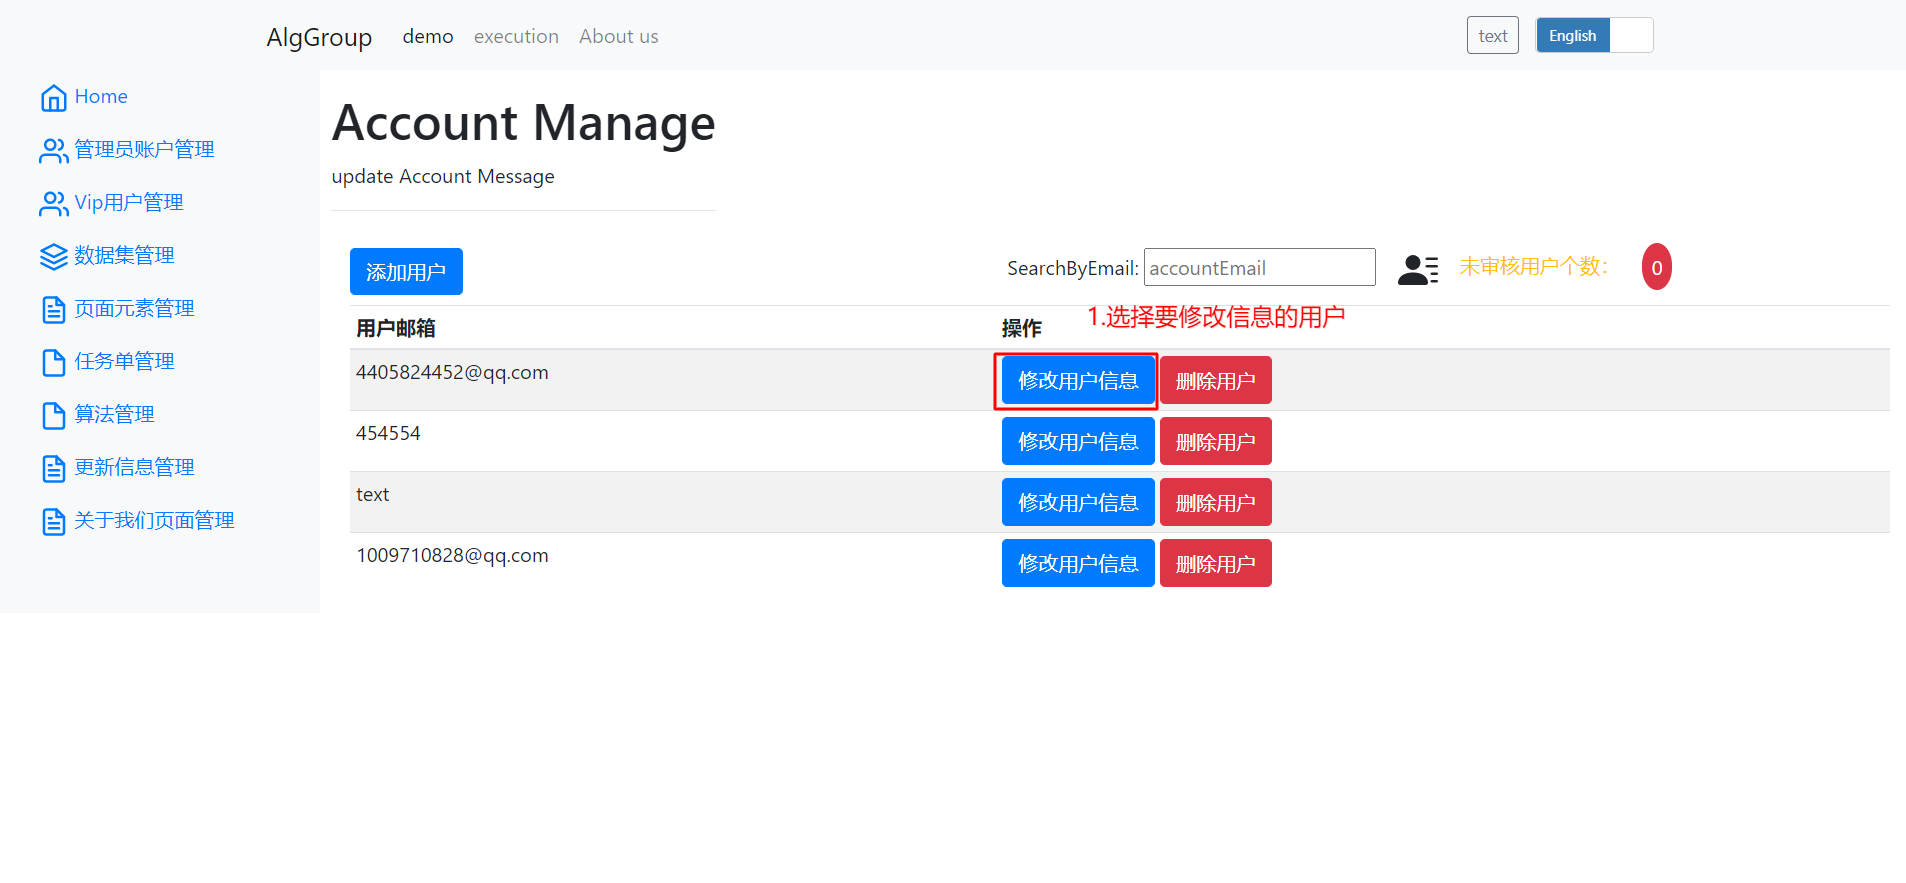 AlgGroup demo execution About us text English
Home
管理员账户管理
Vip用户管理
数据集管理
页面元素管理
任务单管理
算法管理
更新信息管理
关于我们页面管理
Account Manage
update Account Message
添加用户 SearchByEmail: accountEmail 未审核用户个数: 0
1.选择要修改信息的用户
用户邮箱 操作
4405824452@qq.com 修改用户信息 删除用户
454554 修改用户信息 删除用户
text 修改用户信息 删除用户
1009710828@qq.com 修改用户信息 删除用户